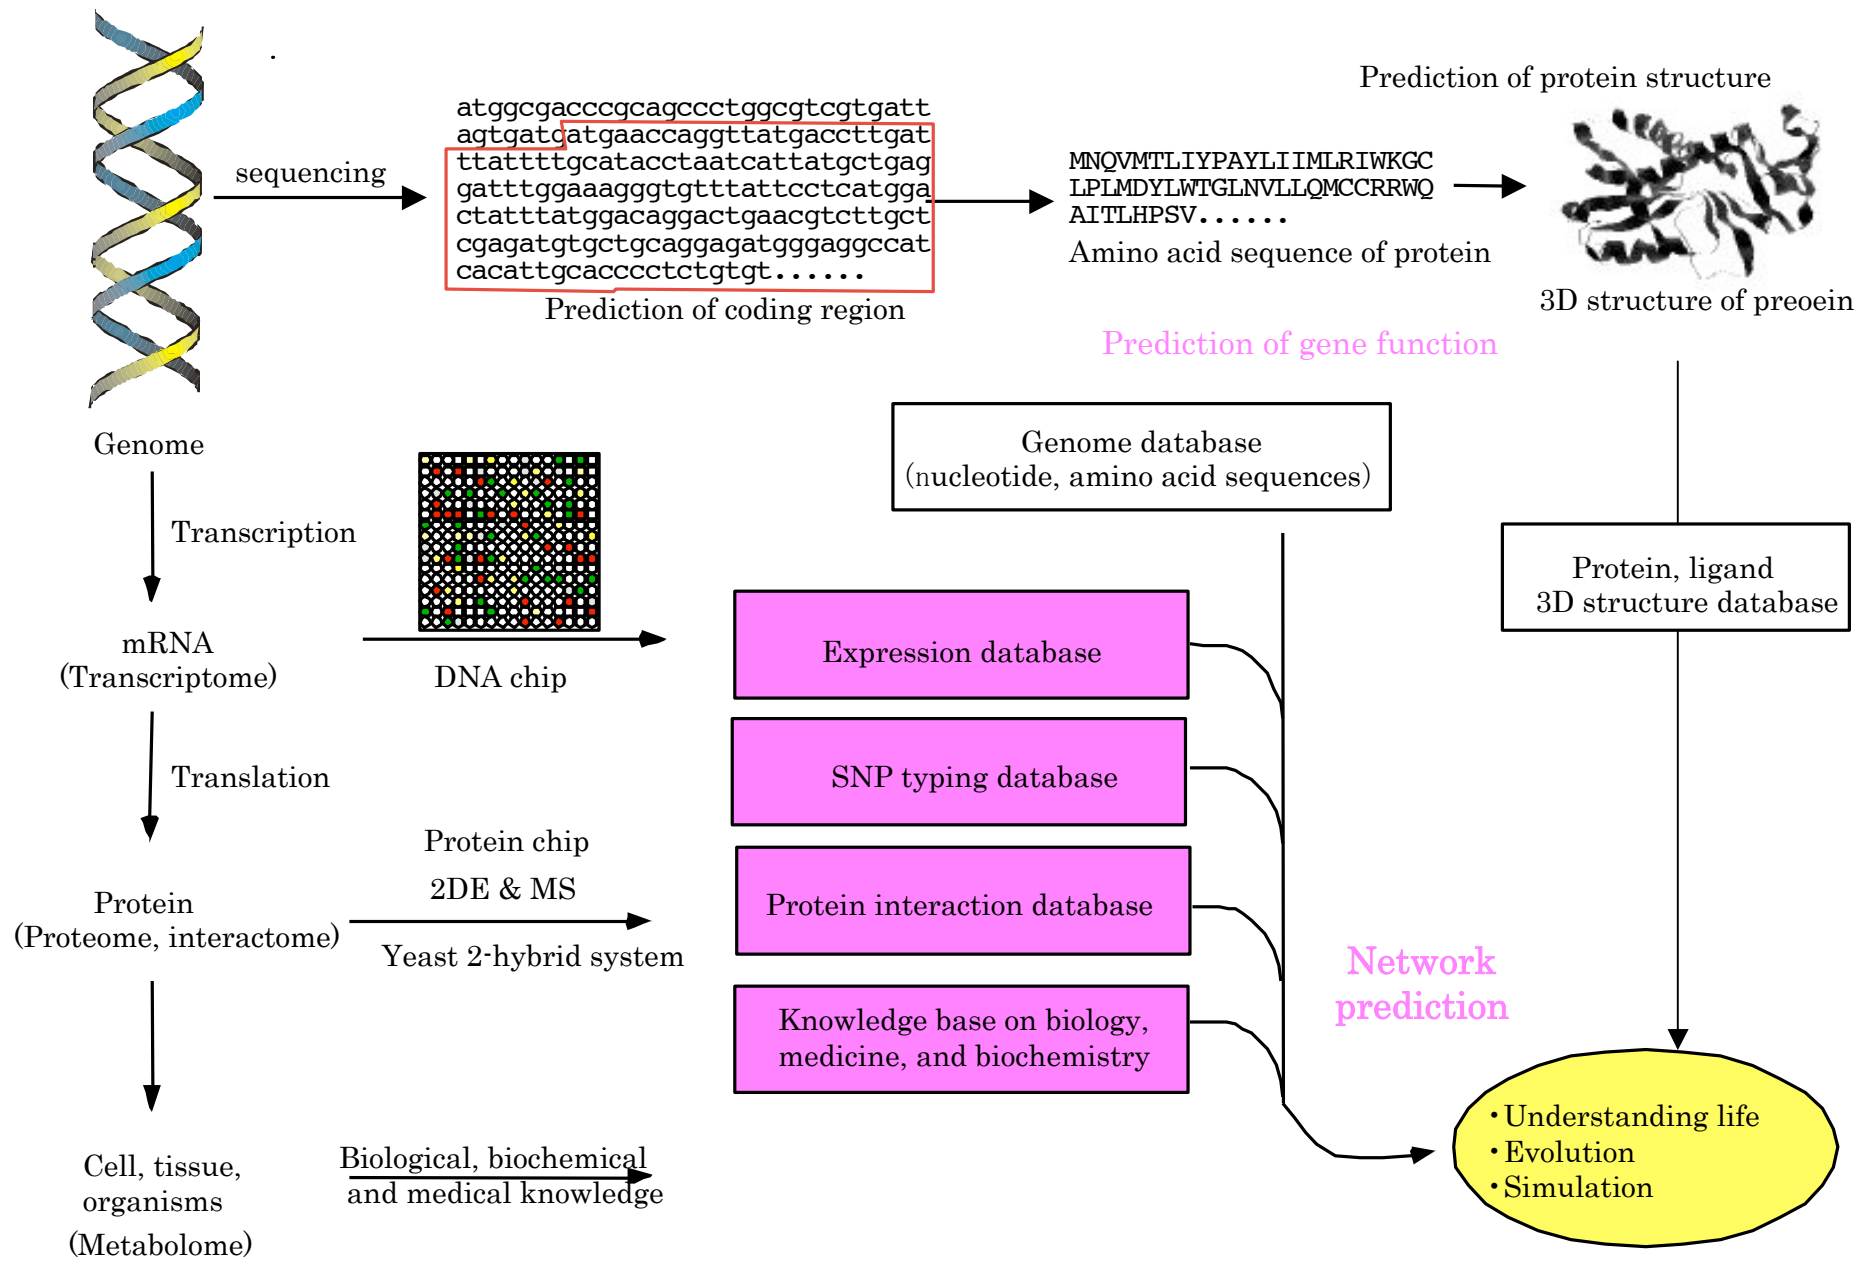 Prediction of protein structure
atggcgacccgcagccctggcgtcgtgatt
agtgatgatgaaccaggttatgaccttgat
ttattttgcatacctaatcattatgctgag
gatttggaaagggtgtttattcctcatgga
ctatttatggacaggactgaacgtcttgct
cgagatgtgctgcaggagatgggaggccat
cacattgcacccctctgtgt......
Prediction of coding region
sequencing
MNQVMTLIYPAYLIIMLRIWKGC
LPLMDYLWTGLNVLLQMCCRRWQ
AITLHPSV......
Amino acid sequence of protein
3D structure of preoein
Prediction of gene function
Genome
Genome database
(nucleotide, amino acid sequences)
Transcription
Protein, ligand
3D structure database
mRNA
(Transcriptome)
DNA chip
Expression database
Translation
SNP typing database
Protein chip
2DE & MS
Yeast 2-hybrid system
Protein
(Proteome, interactome)
Protein interaction database
Network
prediction
Knowledge base on biology,
medicine, and biochemistry
Cell, tissue,
organisms
(Metabolome)
Biological, biochemical
and medical knowledge
・Understanding life
・Evolution
・Simulation